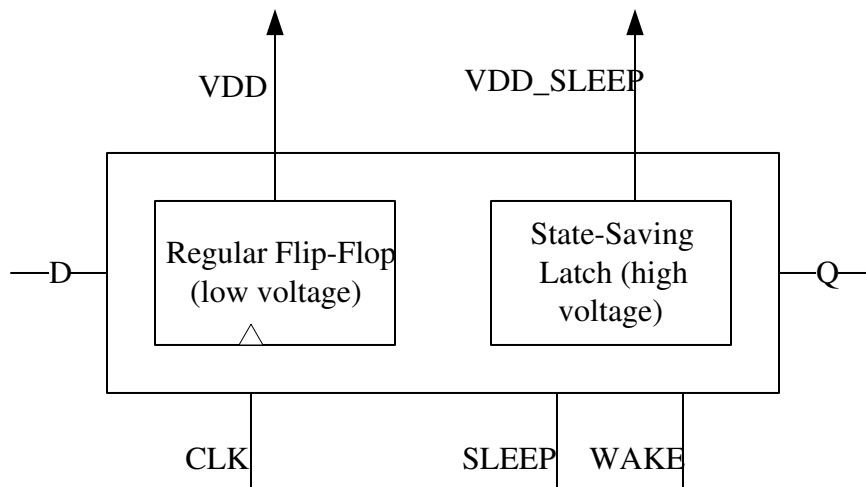 VDD
VDD_SLEEP
Regular Flip-Flop
(low voltage)
State-Saving
Latch (high
voltage)
D
Q
CLK
SLEEP
WAKE